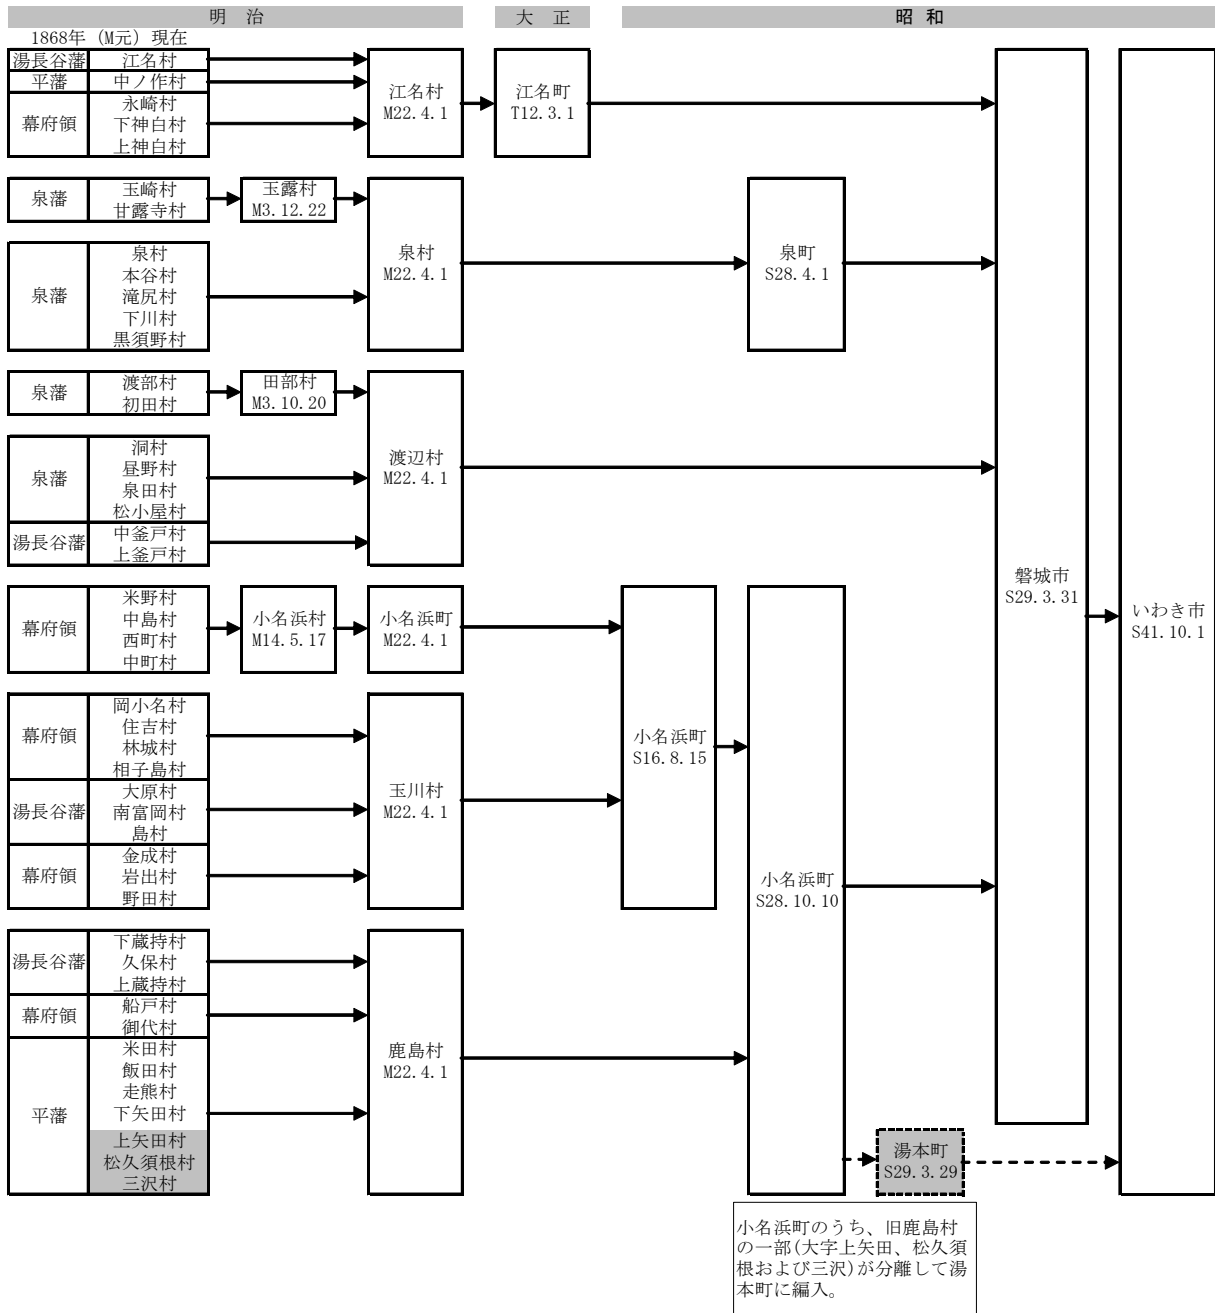 明 治
大 正
昭 和
1868年 (M元) 現在
湯長谷藩 江名村
平藩 中ノ作村
幕府領
永崎村
下神白村
上神白村
江名村
M22.4.1
江名町
T12.3.1
泉藩
玉崎村
甘露寺村
玉露村
M3.12.22
泉藩
泉村
本谷村
滝尻村
下川村
黒須野村
泉村
M22.4.1
泉町
S28.4.1
泉藩
渡部村
初田村
田部村
M3.10.20
泉藩
洞村
昼野村
泉田村
松小屋村
湯長谷藩
中釜戸村
上釜戸村
渡辺村
M22.4.1
幕府領
米野村
中島村
西町村
中町村
小名浜村
M14.5.17
小名浜町
M22.4.1
幕府領
岡小名村
住吉村
林城村
相子島村
湯長谷藩
大原村
南富岡村
島村
幕府領
金成村
岩出村
野田村
玉川村
M22.4.1
小名浜町
S16.8.15
湯長谷藩
下蔵持村
久保村
上蔵持村
幕府領
船戸村
御代村
平藩
米田村
飯田村
走熊村
下矢田村
上矢田村
松久須根村
三沢村
鹿島村
M22.4.1
小名浜町
S28.10.10
湯本町
S29.3.29
磐城市
S29.3.31
いわき市
S41.10.1
小名浜町のうち、旧鹿島村
の一部(大字上矢田、松久須
根および三沢)が分離して湯
本町に編入。